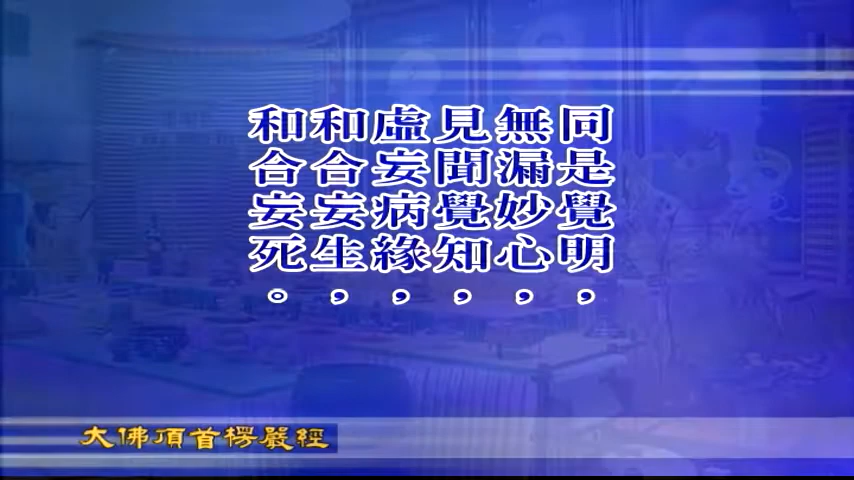 同是覺明，
無漏妙心，
見聞覺知，
虛妄病緣，
和合妄生，
和合妄死。
大佛頂首楞嚴經